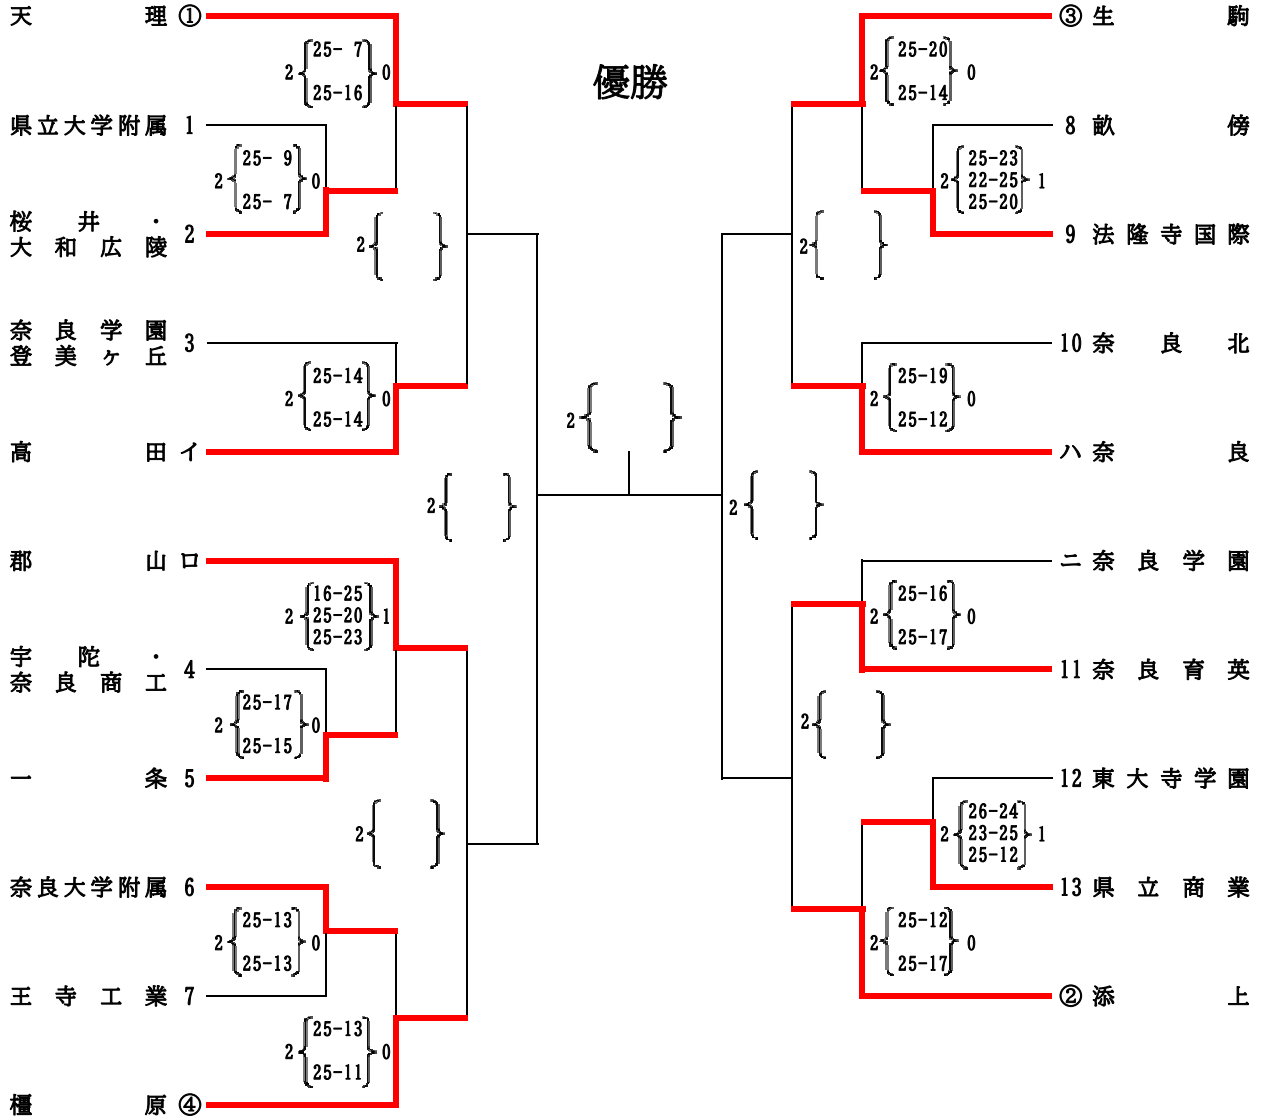 優勝
天理 ①
2 25- 7 0
25-16
県立大学附属 1
2 25- 9 0
25- 7
桜井・
大和広陵 2
2
奈良学園
登美ヶ丘 3
2 25-14 0
25-14
高田 イ
2
郡山 ロ
2 16-25 1
25-20
25-23
宇陀・
奈良商工 4
2 25-17 0
25-15
一条 5
2
奈良大学附属 6
2 25-13 0
25-13
王寺工業 7
2 25-13 0
25-11
橿原 ④
2
③ 生駒
2 25-20 0
25-14
8 畝傍
2 25-23 1
22-25
25-20
9 法隆寺国際
2
10 奈良北
2 25-19 0
25-12
ハ 奈良
2
ニ 奈良学園
2 25-16 0
25-17
11 奈良育英
2
12 東大寺学園
2 26-24 1
23-25
25-12
13 県立商業
2 25-12 0
25-17
② 添上